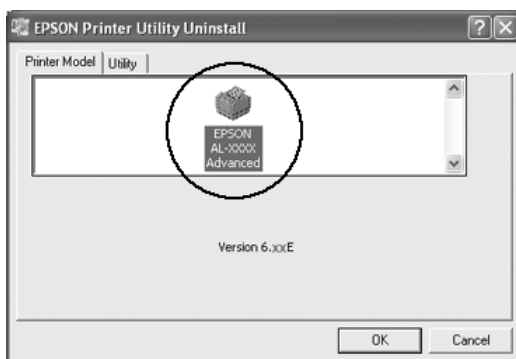 EPSON Printer Utility Uninstall
Printer Model
Utility
EPSON
AL-XXXX
Advanced
Version 6.xxE
OK
Cancel